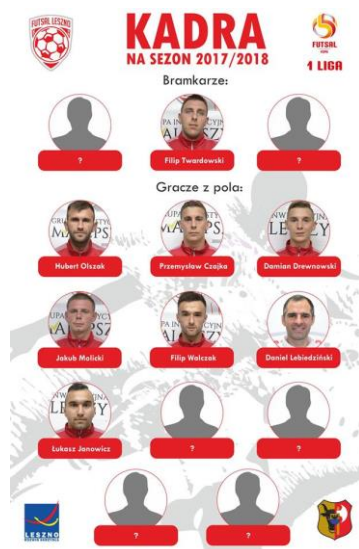 FUTSAL LESZNO
KADRA
NA SEZON 2017/2018
FUTSAL
1 LIGA
Bramkarze:
?
Filip Twardowski
?
Gracze z pola:
Hubert Olszak
Przemysław Czajka
Damian Drewnowski
Jakub Molicki
Filip Walczak
Daniel Lebiedziński
Łukasz Janowicz
?
?
?
?
LESZNO